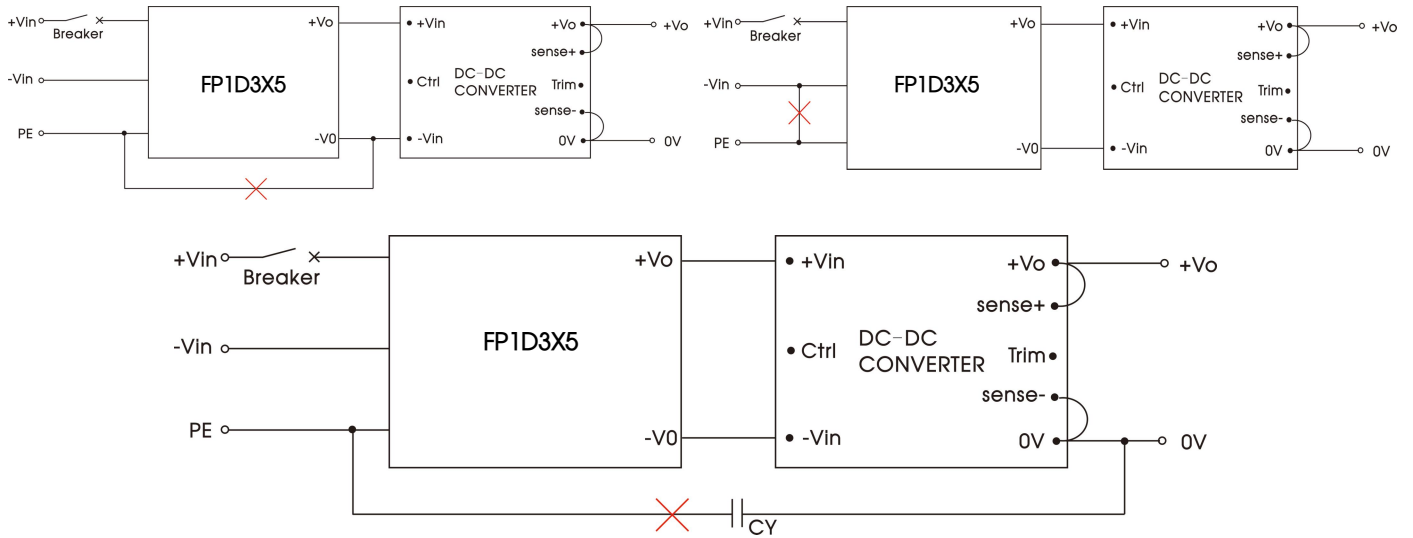 +Vin
Breaker
-Vin
PE
FP1D3X5
+Vo
-V0
+Vin
Ctrl
-Vin
DC-DC
CONVERTER
+Vo
sense+
Trim
sense-
0V
+Vo
0V
+Vin
Breaker
-Vin
PE
FP1D3X5
+Vo
-V0
+Vin
Ctrl
-Vin
DC-DC
CONVERTER
+Vo
sense+
Trim
sense-
0V
+Vo
0V
+Vin
Breaker
-Vin
PE
FP1D3X5
+Vo
-V0
+Vin
Ctrl
-Vin
DC-DC
CONVERTER
+Vo
sense+
Trim
sense-
0V
+Vo
0V
CY